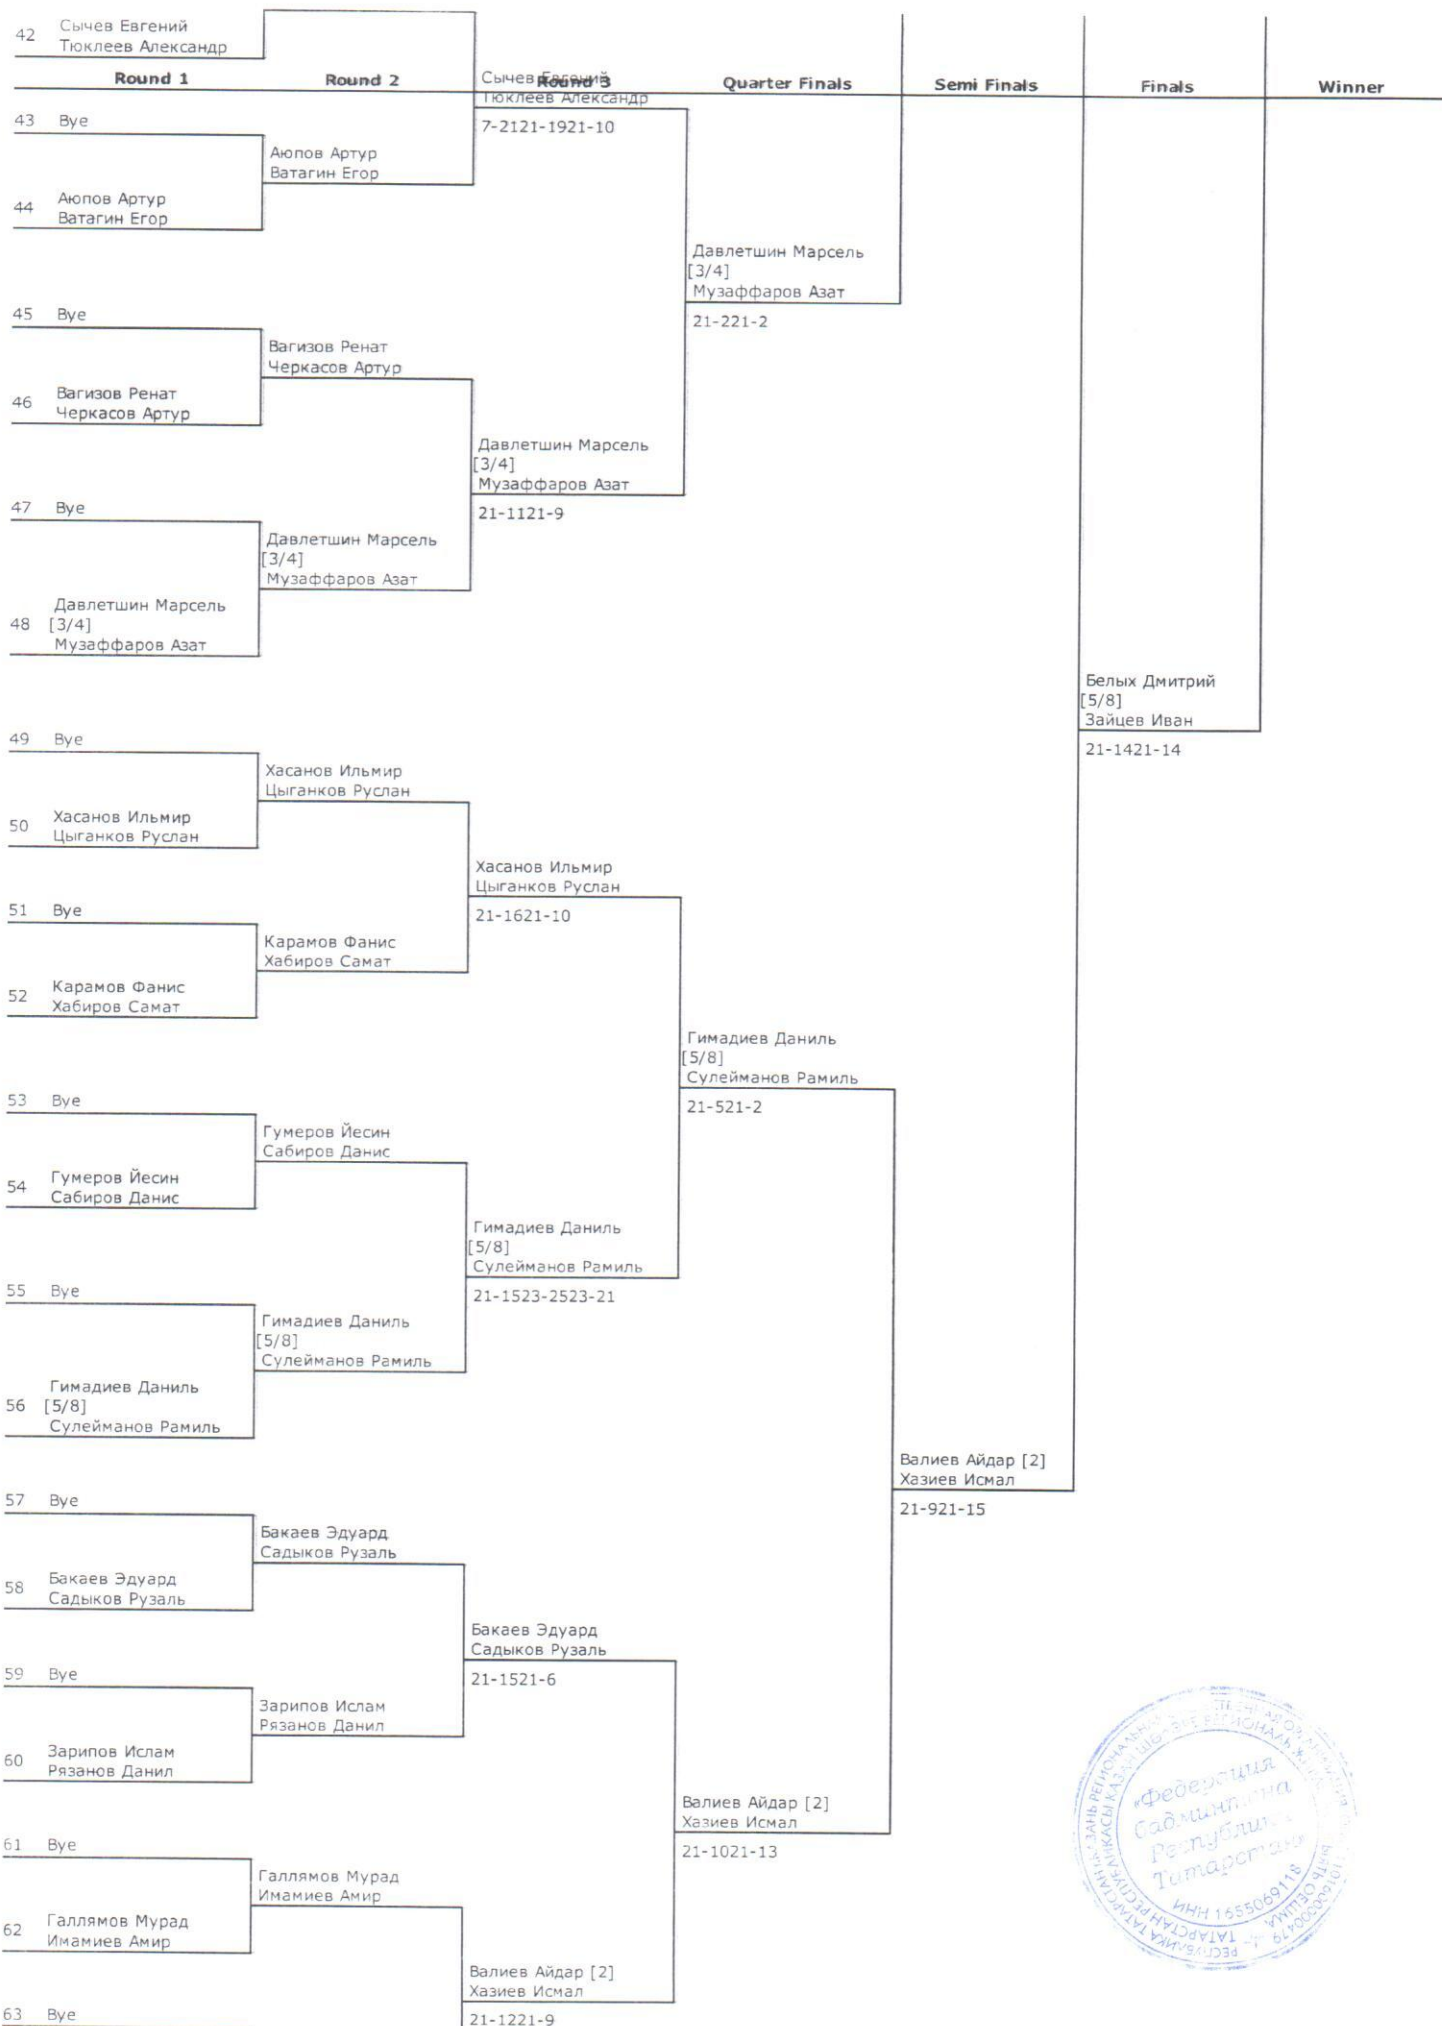 42 Сычев Евгений
Тюклеев Александр
Round 1 Round 2 Round 3 Quarter Finals Semi Finals Finals Winner
Сычев Евгений
Тюклеев Александр
7-2121-1921-10
43 Bye
Аюпов Артур
Ватагин Егор
44 Аюпов Артур
Ватагин Егор
Давлетшин Марсель
[3/4]
Музаффаров Азат
21-221-2
45 Bye
Вагизов Ренат
Черкасов Артур
46 Вагизов Ренат
Черкасов Артур
Давлетшин Марсель
[3/4]
Музаффаров Азат
21-1121-9
47 Bye
Давлетшин Марсель
[3/4]
Музаффаров Азат
48 Давлетшин Марсель
[3/4]
Музаффаров Азат
Белых Дмитрий
[5/8]
Зайцев Иван
21-1421-14
49 Bye
Хасанов Ильмир
Цыганков Руслан
50 Хасанов Ильмир
Цыганков Руслан
Хасанов Ильмир
Цыганков Руслан
21-1621-10
51 Bye
Карамов Фанис
Хабиров Самат
52 Карамов Фанис
Хабиров Самат
Гимадиев Даниль
[5/8]
Сулейманов Рамиль
21-521-2
53 Bye
Гумеров Йесин
Сабиров Данис
54 Гумеров Йесин
Сабиров Данис
Гимадиев Даниль
[5/8]
Сулейманов Рамиль
21-1523-2523-21
55 Bye
Гимадиев Даниль
[5/8]
Сулейманов Рамиль
56 Гимадиев Даниль
[5/8]
Сулейманов Рамиль
Валиев Айдар [2]
Хазиев Исмал
21-921-15
57 Bye
Бакаев Эдуард
Садыков Рузаль
58 Бакаев Эдуард
Садыков Рузаль
Бакаев Эдуард
Садыков Рузаль
21-1521-6
59 Bye
Зарипов Ислам
Рязанов Данил
60 Зарипов Ислам
Рязанов Данил
Валиев Айдар [2]
Хазиев Исмал
21-1021-13
61 Bye
Галлямов Мурад
Имамиев Амир
62 Галлямов Мурад
Имамиев Амир
Валиев Айдар [2]
Хазиев Исмал
21-1221-9
63 Bye
«Федерация
бадминтона
Республики
Татарстан»
ИНН 1655069118